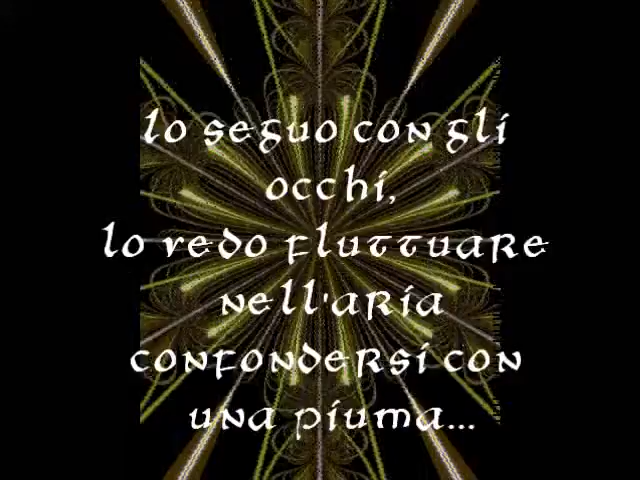 lo seguo con gli
occhi,
lo vedo fluttuare
nell'aria
confondersi con
una piuma...